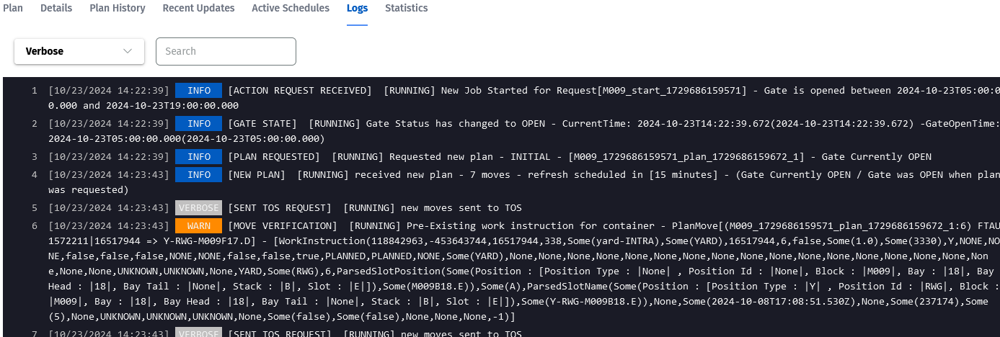 Plan Details Plan History Recent Updates Active Schedules Logs Statistics
Verbose Search
1 [10/23/2024 14:22:39] INFO [ACTION REQUEST RECEIVED] [RUNNING] New Job Started for Request[M009_start_1729686159571] - Gate is opened between 2024-10-23T05:00:0
0.000 and 2024-10-23T19:00:00.000
2 [10/23/2024 14:22:39] INFO [GATE STATE] [RUNNING] Gate Status has changed to OPEN - CurrentTime: 2024-10-23T14:22:39.672(2024-10-23T14:22:39.672) -GateOpenTime:
2024-10-23T05:00:00.000(2024-10-23T05:00:00.000)
3 [10/23/2024 14:22:39] INFO [PLAN REQUESTED] [RUNNING] Requested new plan - INITIAL - [M009_1729686159571_plan_1729686159672_1] - Gate Currently OPEN
4 [10/23/2024 14:23:43] INFO [NEW PLAN] [RUNNING] received new plan - 7 moves - refresh scheduled in [15 minutes] - (Gate Currently OPEN / Gate was OPEN when plan
was requested)
5 [10/23/2024 14:23:43] VERBOSE [SENT TOS REQUEST] [RUNNING] new moves sent to TOS
6 [10/23/2024 14:23:43] WARN [MOVE VERIFICATION] [RUNNING] Pre-Existing work instruction for container - PlanMove[(M009_1729686159571_plan_1729686159672_1:6) FTAU
1572211|16517944 => Y-RWG-M009F17.D] - [WorkInstruction(118842963,-453643744,16517944,338,Some(yard-INTRA),Some(YARD),16517944,6,false,Some(1.0),Some(3330),Y,NONE,NO
NE,false,false,false,NONE,NONE,false,false,true,PLANNED,PLANNED,NONE,Some(YARD),None,None,None,None,None,None,None,None,None,None,None,None,None,None,None,None,Non
e,None,None,UNKNOWN,UNKNOWN,None,YARD,Some(RWG),6,ParsedSlotPosition(Some(Position : [Position Type : |None| , Position Id : |None|, Block : |M009|, Bay : |18|, Bay
Head : |18|, Bay Tail : |None|, Stack : |B|, Slot : |E|]),Some(M009B18.E)),Some(A),ParsedSlotName(Some(Position : [Position Type : |Y| , Position Id : |RWG|, Block :
|M009|, Bay : |18|, Bay Head : |18|, Bay Tail : |None|, Stack : |B|, Slot : |E|]),Some(Y-RWG-M009B18.E)),None,Some(2024-10-08T17:08:51.530Z),None,Some(237174),Some
(5),None,UNKNOWN,UNKNOWN,UNKNOWN,None,Some(false),Some(false),None,None,None,-1)]
7 [10/23/2024 14:23:43] VERBOSE [SENT TOS REQUEST] [RUNNING] new moves sent to TOS